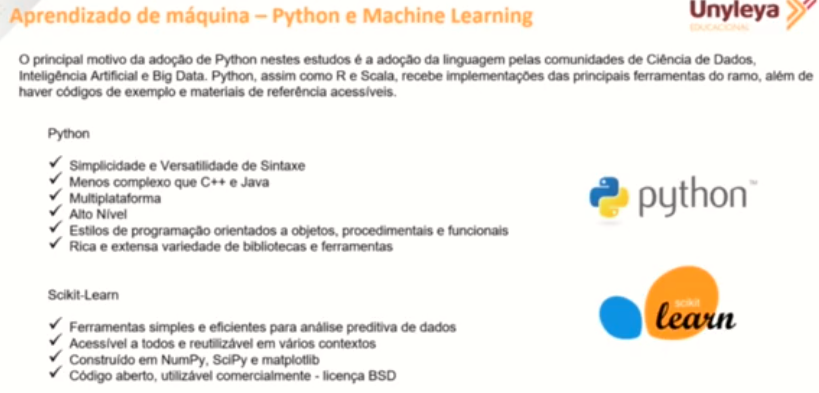 Aprendizado de máquina – Python e Machine Learning
Unyleya
EDUCACIONAL
O principal motivo da adoção de Python nestes estudos é a adoção da linguagem pelas comunidades de Ciência de Dados,
Inteligência Artificial e Big Data. Python, assim como R e Scala, recebe implementações das principais ferramentas do ramo, além de
haver códigos de exemplo e materiais de referência acessíveis.
Python
✓ Simplicidade e Versatilidade de Sintaxe
✓ Menos complexo que C++ e Java
✓ Multiplataforma
✓ Alto Nível
✓ Estilos de programação orientados a objetos, procedimentais e funcionais
✓ Rica e extensa variedade de bibliotecas e ferramentas
python™
Scikit-Learn
✓ Ferramentas simples e eficientes para análise preditiva de dados
✓ Acessível a todos e reutilizável em vários contextos
✓ Construído em NumPy, SciPy e matplotlib
✓ Código aberto, utilizável comercialmente - licença BSD
scikit
learn